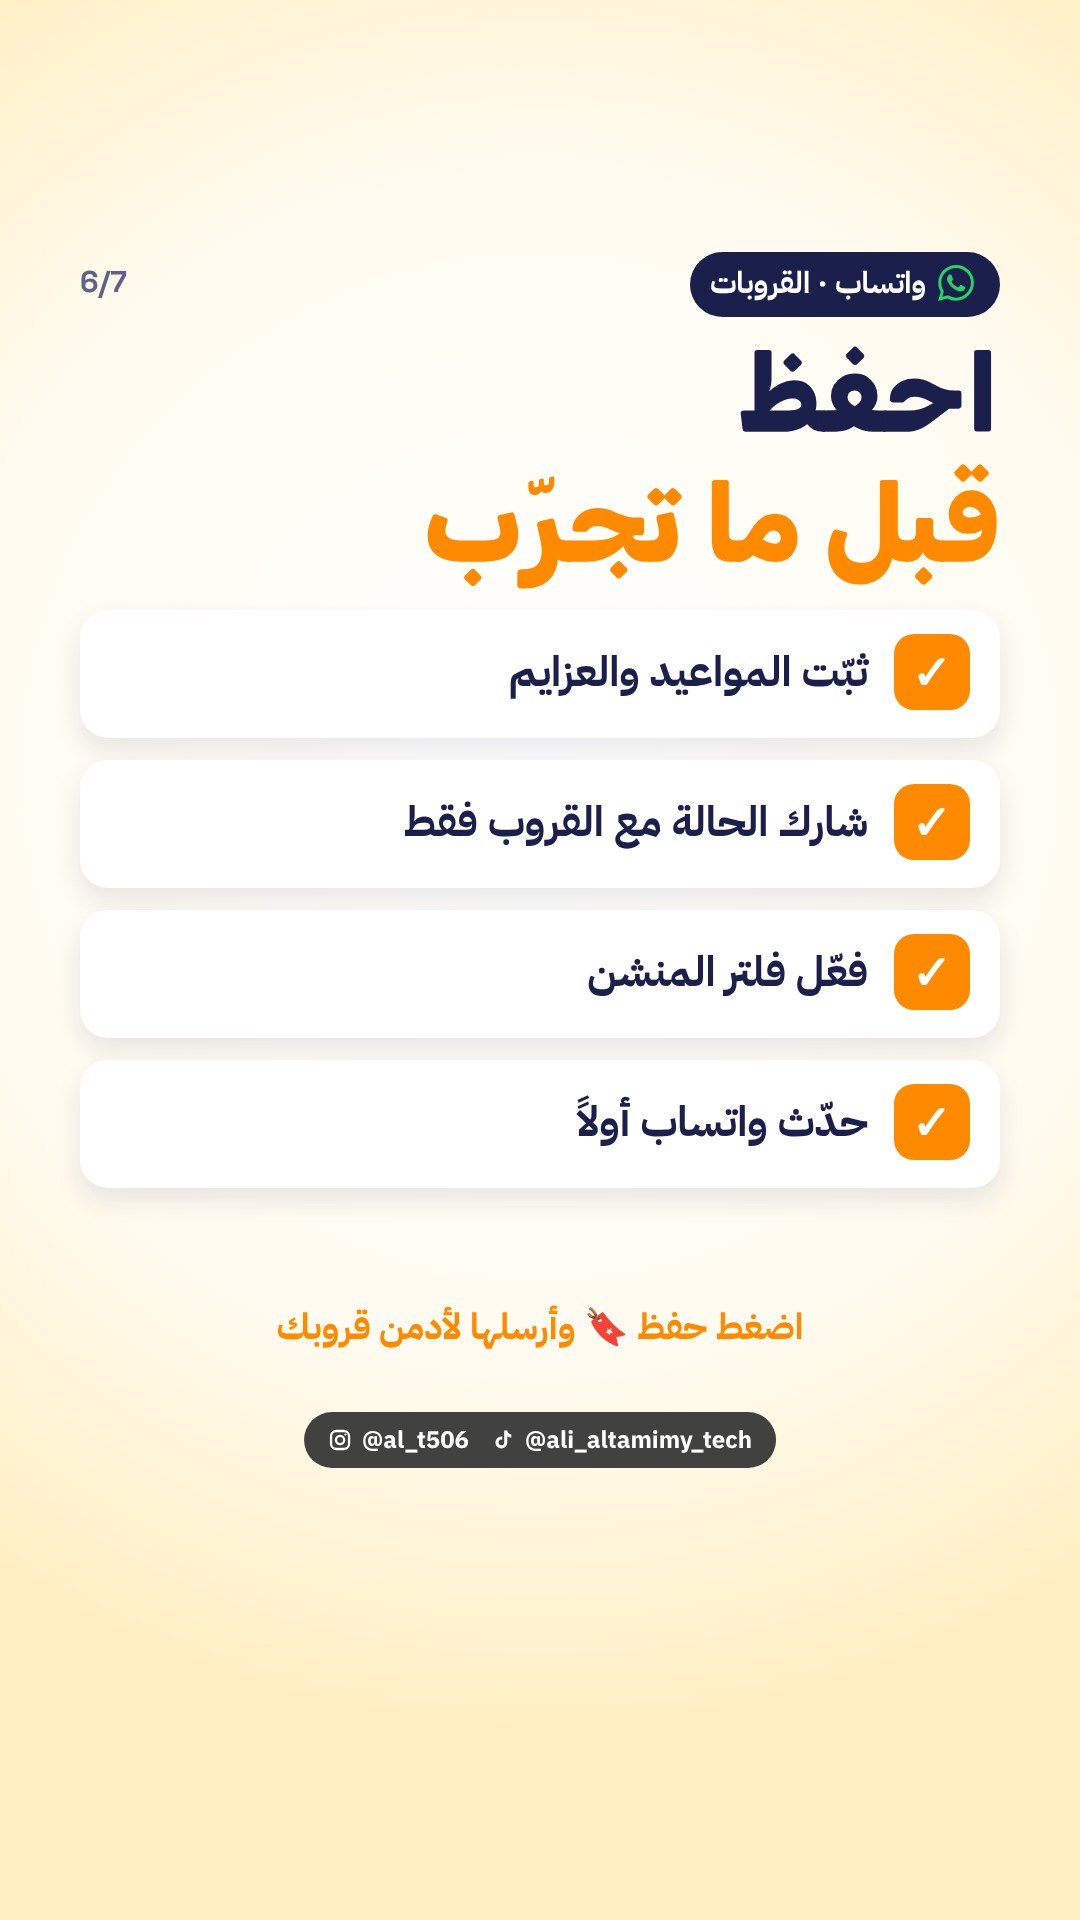 واتساب · القروبات
6/7
احفظ
قبل ما تجرّب
✓ ثبّت المواعيد والعزايم
✓ شارك الحالة مع القروب فقط
✓ فعّل فلتر المنشن
✓ حدّث واتساب أولاً
اضغط حفظ 🔖 وأرسلها لأدمن قروبك
@al_t506 @ali_altamimy_tech